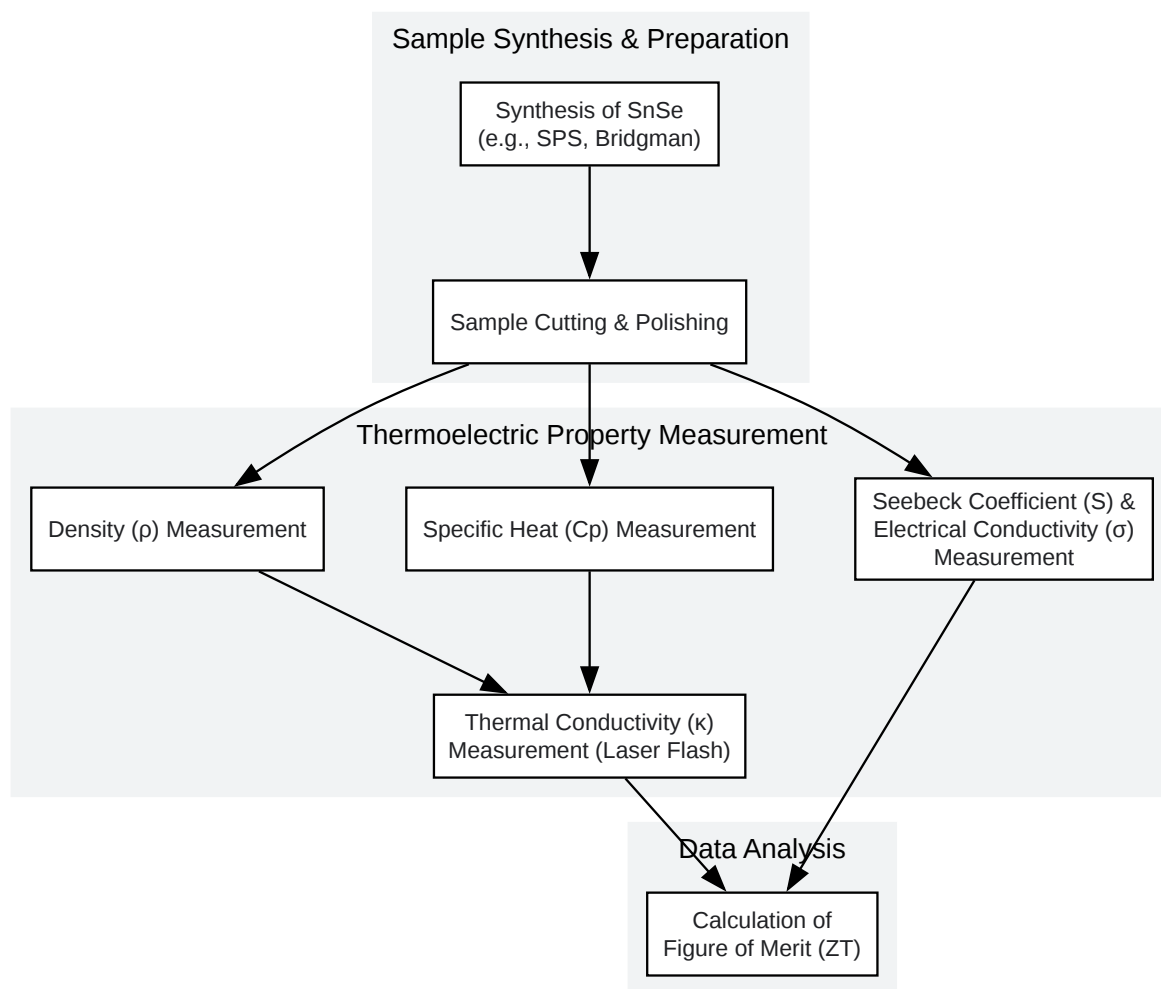 Sample Synthesis & Preparation
Synthesis of SnSe
(e.g., SPS, Bridgman)
Sample Cutting & Polishing
Thermoelectric Property Measurement
Density (ρ) Measurement
Specific Heat (Cp) Measurement
Seebeck Coefficient (S) &
Electrical Conductivity (σ)
Measurement
Thermal Conductivity (κ)
Measurement (Laser Flash)
Data Analysis
Calculation of
Figure of Merit (ZT)